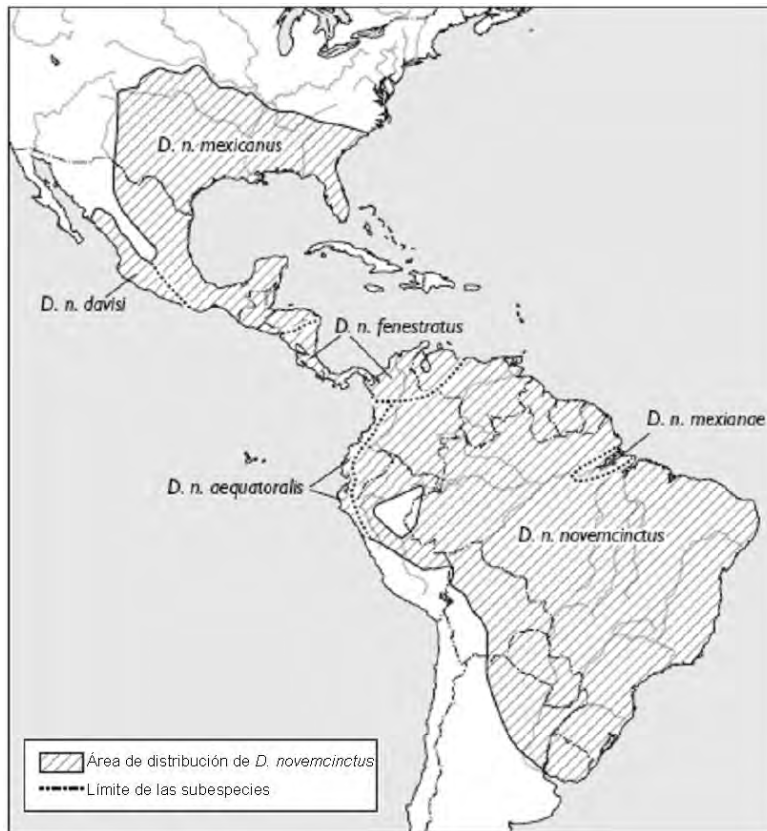 D. n. mexicanus
D. n. davisi
D. n. fenestratus
D. n. mexianae
D. n. aequatoralis
D. n. novemcinctus
Área de distribución de D. novemcinctus
Límite de las subespecies